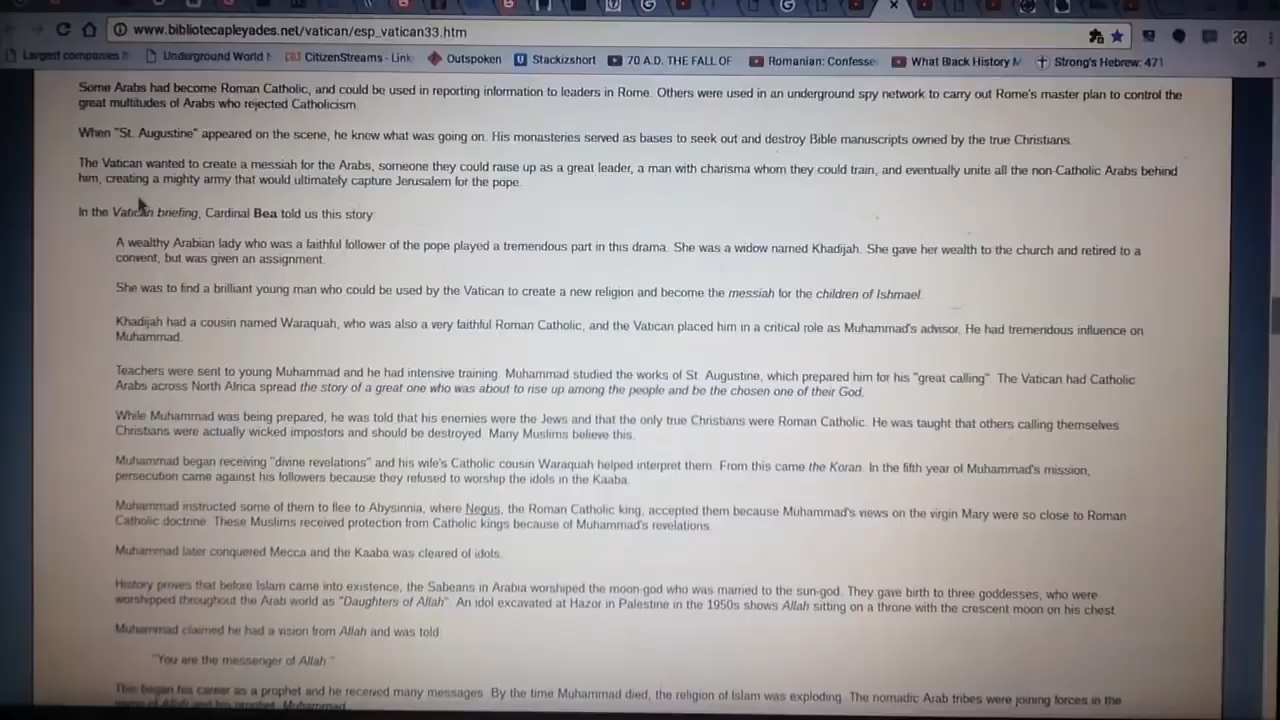 www.bibliotecapleyades.net/vatican/esp_vatican33.htm
Largest companies
Underground World
CitizenStreams - Link
Outspoken
Stackizshort
70 A.D. THE FALL OF
Romanian: Confesse
What Black History M
Strong's Hebrew: 471
Some Arabs had become Roman Catholic, and could be used in reporting information to leaders in Rome. Others were used in an underground spy network to carry out Rome's master plan to control the
great multitudes of Arabs who rejected Catholicism.
When "St. Augustine" appeared on the scene, he knew what was going on. His monasteries served as bases to seek out and destroy Bible manuscripts owned by the true Christians.
The Vatican wanted to create a messiah for the Arabs, someone they could raise up as a great leader, a man with charisma whom they could train, and eventually unite all the non-Catholic Arabs behind
him, creating a mighty army that would ultimately capture Jerusalem for the pope.
In the Vatican briefing, Cardinal Bea told us this story
A wealthy Arabian lady who was a faithful follower of the pope played a tremendous part in this drama. She was a widow named Khadijah. She gave her wealth to the church and retired to a
convent, but was given an assignment.
She was to find a brilliant young man who could be used by the Vatican to create a new religion and become the messiah for the children of Ishmael.
Khadijah had a cousin named Waraquah, who was also a very faithful Roman Catholic, and the Vatican placed him in a critical role as Muhammad's advisor. He had tremendous influence on
Muhammad.
Teachers were sent to young Muhammad and he had intensive training. Muhammad studied the works of St. Augustine, which prepared him for his "great calling". The Vatican had Catholic
Arabs across North Africa spread the story of a great one who was about to rise up among the people and be the chosen one of their God.
While Muhammad was being prepared, he was told that his enemies were the Jews and that the only true Christians were Roman Catholic. He was taught that others calling themselves
Christians were actually wicked impostors and should be destroyed. Many Muslims believe this.
Muhammad began receiving "divine revelations" and his wife's Catholic cousin Waraquah helped interpret them. From this came the Koran. In the fifth year of Muhammad's mission,
persecution came against his followers because they refused to worship the idols in the Kaaba.
Muhammad instructed some of them to flee to Abysinnia, where Negus, the Roman Catholic king, accepted them because Muhammad's views on the virgin Mary were so close to Roman
Catholic doctrine. These Muslims received protection from Catholic kings because of Muhammad's revelations.
Muhammad later conquered Mecca and the Kaaba was cleared of idols.
History proves that before Islam came into existence, the Sabeans in Arabia worshiped the moon-god who was married to the sun-god. They gave birth to three goddesses, who were
worshipped throughout the Arab world as "Daughters of Allah". An idol excavated at Hazor in Palestine in the 1950s shows Allah sitting on a throne with the crescent moon on his chest.
Muhammad claimed he had a vision from Allah and was told
"You are the messenger of Allah "
This began his career as a prophet and he received many messages. By the time Muhammad died, the religion of Islam was exploding. The nomadic Arab tribes were joining forces in the
name of Allah and his prophet, Muhammad.